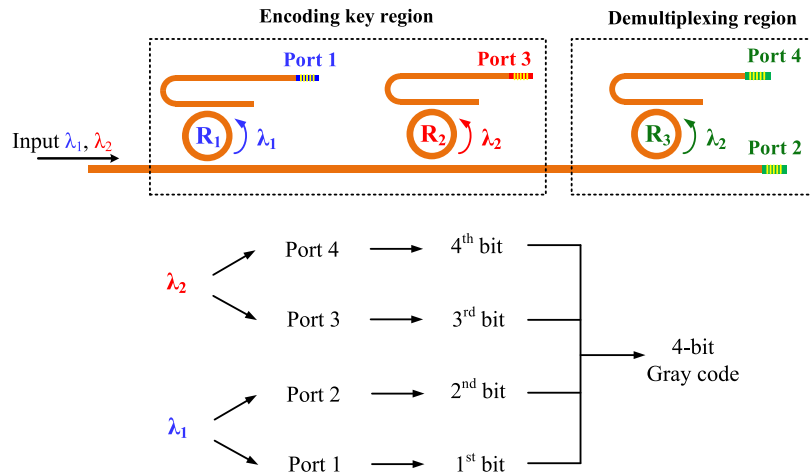 Encoding key region
Demultiplexing region
Port 1
Port 3
Port 4
R₁
λ₁
R₂
λ₂
R₃
λ₂
Input λ₁, λ₂
Port 2
λ₂
Port 4
4th bit
Port 3
3rd bit
4-bit
Gray code
λ₁
Port 2
2nd bit
Port 1
1st bit